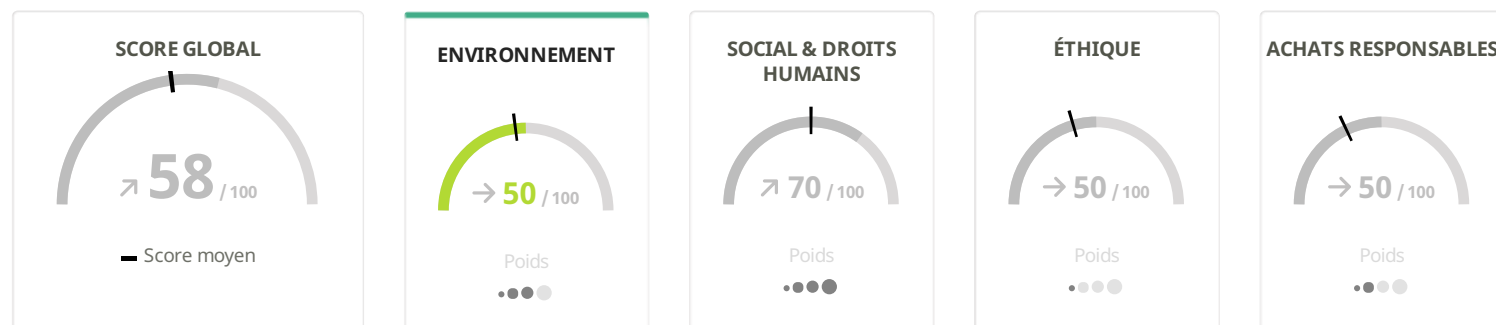 SCORE GLOBAL
58 / 100
Score moyen
ENVIRONNEMENT
50 / 100
Poids
SOCIAL & DROITS
HUMAINS
70 / 100
Poids
ÉTHIQUE
50 / 100
Poids
ACHATS RESPONSABLES
50 / 100
Poids